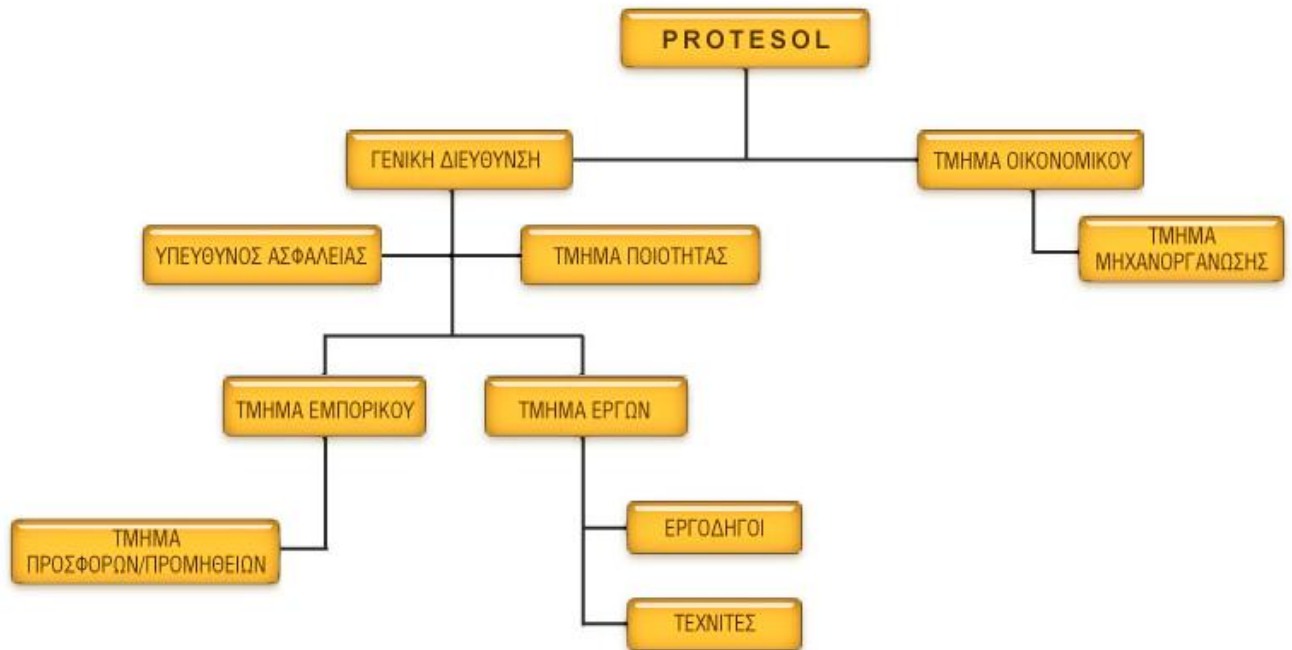 PROTESOL
ΓΕΝΙΚΗ ΔΙΕΥΘΥΝΣΗ
ΤΜΗΜΑ ΟΙΚΟΝΟΜΙΚΟΥ
ΥΠΕΥΘΥΝΟΣ ΑΣΦΑΛΕΙΑΣ
ΤΜΗΜΑ ΠΟΙΟΤΗΤΑΣ
ΤΜΗΜΑ
ΜΗΧΑΝΟΡΓΑΝΩΣΗΣ
ΤΜΗΜΑ ΕΜΠΟΡΙΚΟΥ
ΤΜΗΜΑ ΕΡΓΩΝ
ΤΜΗΜΑ
ΠΡΟΣΦΟΡΩΝ/ΠΡΟΜΗΘΕΙΩΝ
ΕΡΓΟΔΗΓΟΙ
ΤΕΧΝΙΤΕΣ